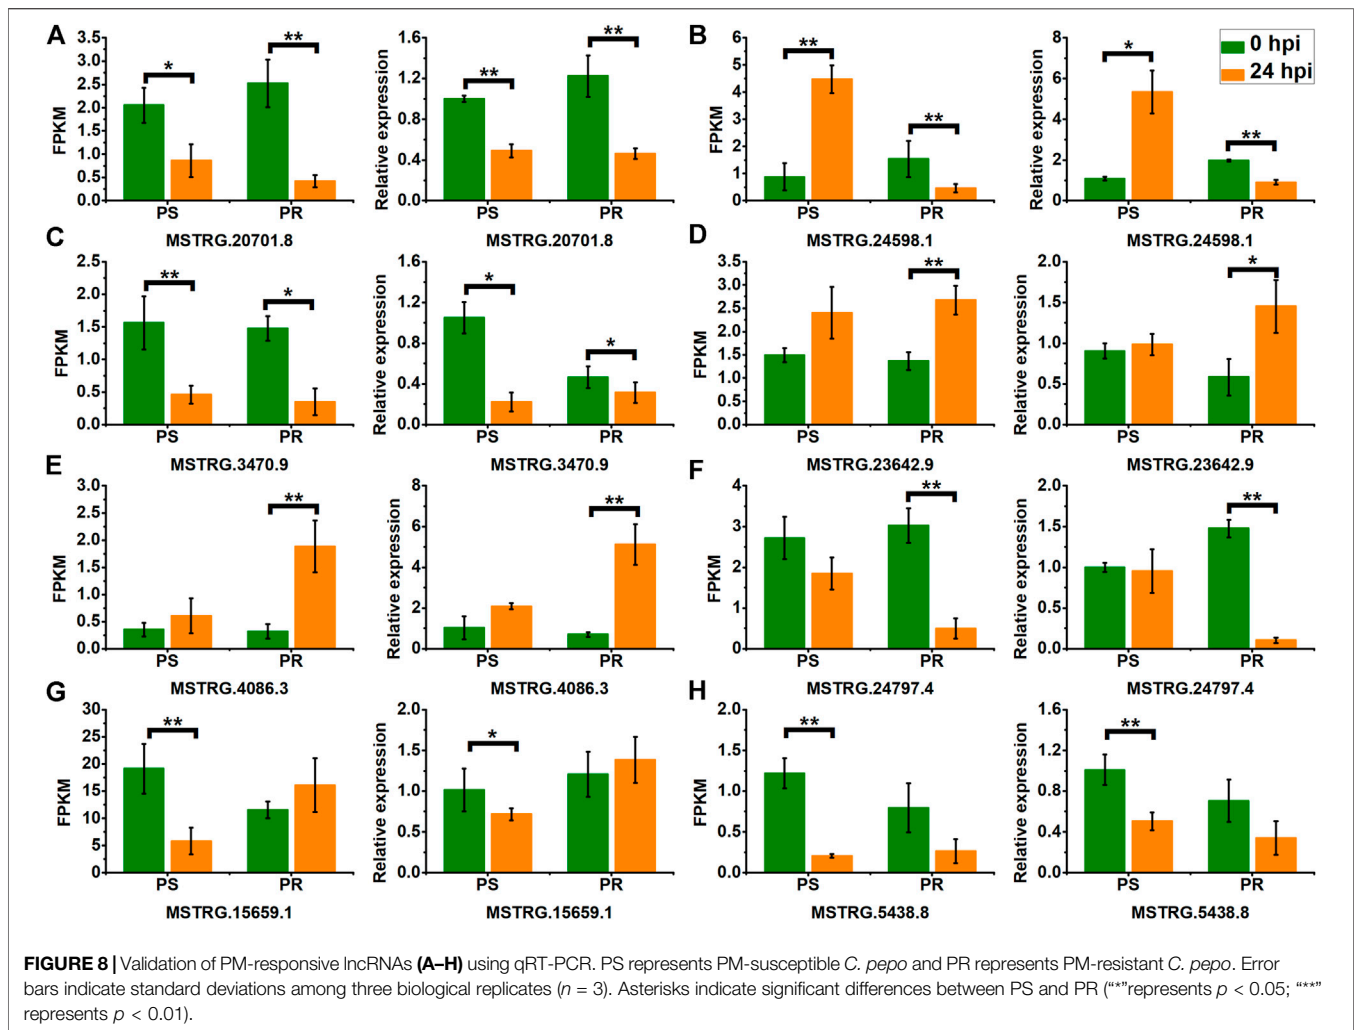 A
FPKM
3.5
3.0
2.5
2.0
1.5
1.0
0.5
0.0
*
**
PS
PR
MSTRG.20701.8
Relative expression
1.6
1.2
0.8
0.4
0.0
**
**
PS
PR
MSTRG.20701.8
B
FPKM
6
5
4
3
2
1
0
**
**
PS
PR
MSTRG.24598.1
Relative expression
8
6
4
2
0
*
**
PS
PR
MSTRG.24598.1
0 hpi
24 hpi
C
FPKM
2.5
2.0
1.5
1.0
0.5
0.0
**
*
PS
PR
MSTRG.3470.9
Relative expression
1.6
1.2
0.8
0.4
0.0
*
*
PS
PR
MSTRG.3470.9
D
FPKM
3.5
3.0
2.5
2.0
1.5
1.0
0.5
0.0
**
PS
PR
MSTRG.23642.9
Relative expression
2.0
1.5
1.0
0.5
0.0
*
PS
PR
MSTRG.23642.9
E
FPKM
3.0
2.5
2.0
1.5
1.0
0.5
0.0
**
PS
PR
MSTRG.4086.3
Relative expression
8
6
4
2
0
**
PS
PR
MSTRG.4086.3
F
FPKM
4
3
2
1
0
**
PS
PR
MSTRG.24797.4
Relative expression
2.0
1.5
1.0
0.5
0.0
**
PS
PR
MSTRG.24797.4
G
FPKM
30
25
20
15
10
5
0
**
PS
PR
MSTRG.15659.1
Relative expression
2.0
1.5
1.0
0.5
0.0
*
PS
PR
MSTRG.15659.1
H
FPKM
2.0
1.5
1.0
0.5
0.0
**
PS
PR
MSTRG.5438.8
Relative expression
1.6
1.2
0.8
0.4
0.0
**
PS
PR
MSTRG.5438.8
FIGURE 8 | Validation of PM-responsive lncRNAs (A–H) using qRT-PCR. PS represents PM-susceptible C. pepo and PR represents PM-resistant C. pepo. Error
bars indicate standard deviations among three biological replicates (n = 3). Asterisks indicate significant differences between PS and PR (“*”represents p < 0.05; “**”
represents p < 0.01).